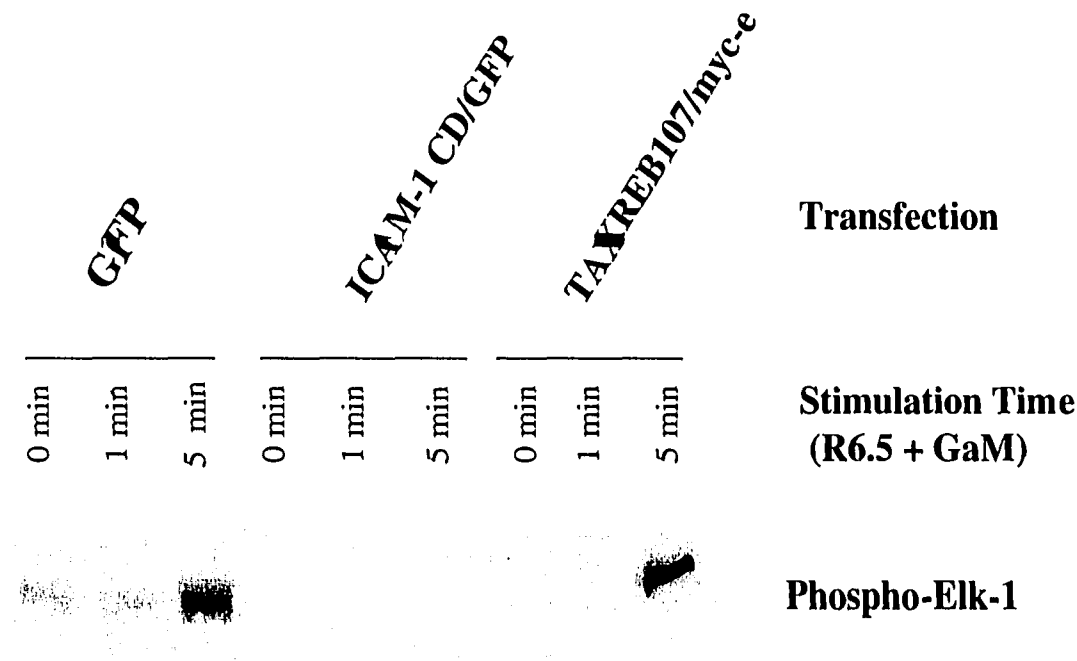 GFP
ICAM-1 CD/GFP
TAXREB107/myc-e
Transfection
0 min
1 min
5 min
0 min
1 min
5 min
0 min
1 min
5 min
Stimulation Time
(R6.5 + GaM)
Phospho-Elk-1